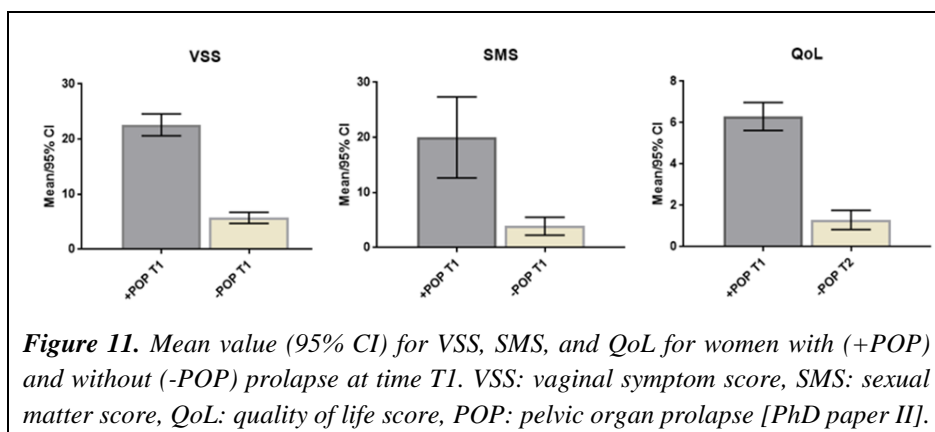 VSS
SMS
QoL
Mean/95% CI
30
20
10
0
+POP T1
-POP T1
Mean/95% CI
30
20
10
0
+POP T1
-POP T1
Mean/95% CI
8
6
4
2
0
+POP T1
-POP T2
Figure 11. Mean value (95% CI) for VSS, SMS, and QoL for women with (+POP)
and without (-POP) prolapse at time T1. VSS: vaginal symptom score, SMS: sexual
matter score, QoL: quality of life score, POP: pelvic organ prolapse [PhD paper II].